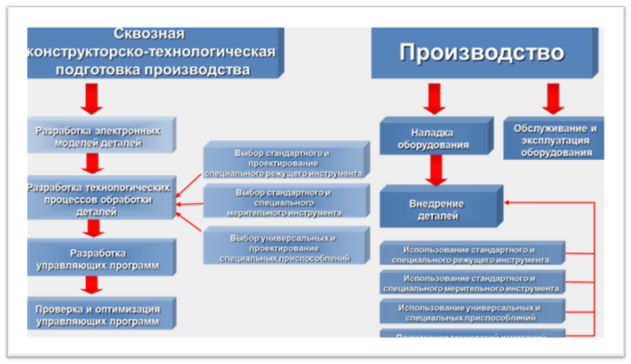 Сквозная
конструкторско-технологическая
подготовка производства
Разработка электронных
моделей деталей
Разработка технологических
процессов обработки
деталей
Разработка
управляющих программ
Проверка и оптимизация
управляющих программ
Выбор стандартного и
проектирование
специального режущего инструмента
Выбор стандартного и
специального
мерительного инструмента
Выбор универсальных и
проектирование
специальных приспособлений
Производство
Наладка
оборудования
Обслуживание и
эксплуатация
оборудования
Внедрение
деталей
Использование стандартного и
специального режущего инструмента
Использование стандартного и
специального мерительного инструмента
Использование универсальных и
специальных приспособлений